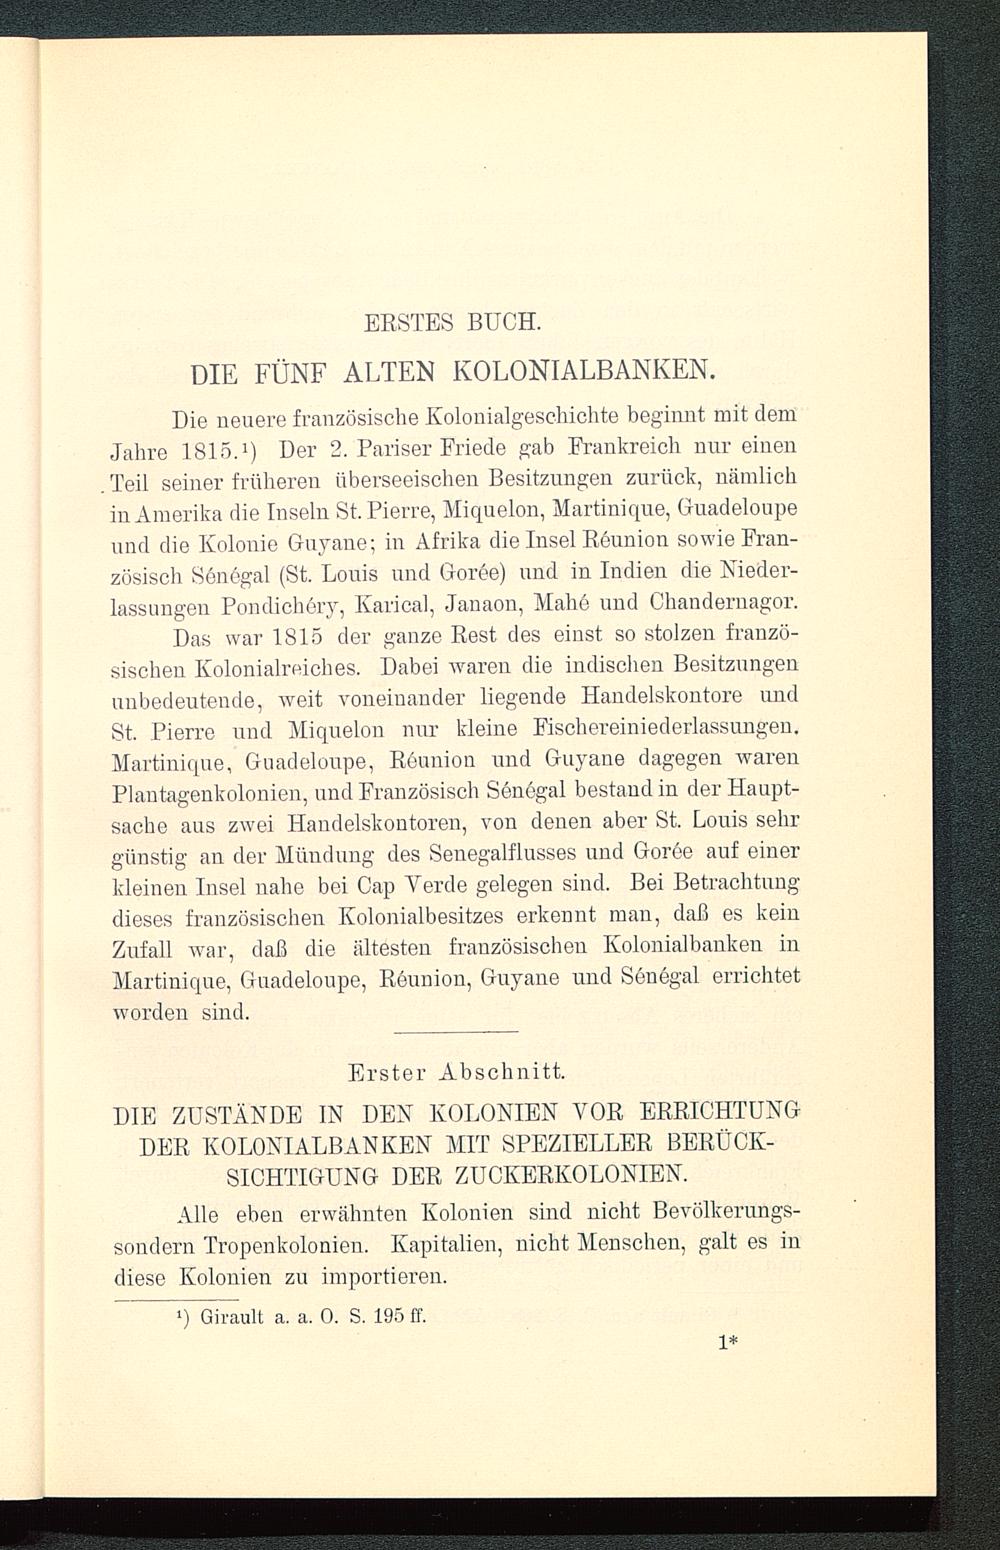 ERSTES BUCH.
DIE FÜNF ALTEN KOLONIALBANKEN.
Die neuere französische Kolonialgeschichte beginnt mit dem
Jahre 1815.¹) Der 2. Pariser Friede gab Frankreich nur einen
Teil seiner früheren überseeischen Besitzungen zurück, nämlich
in Amerika die Inseln St. Pierre, Miquelon, Martinique, Guadeloupe
und die Kolonie Guyane; in Afrika die Insel Réunion sowie Fran-
zösisch Sénégal (St. Louis und Gorée) und in Indien die Nieder-
lassungen Pondichéry, Karical, Janaon, Mahé und Chandernagor.
Das war 1815 der ganze Rest des einst so stolzen franzö-
sischen Kolonialreiches. Dabei waren die indischen Besitzungen
unbedeutende, weit voneinander liegende Handelskontore und
St. Pierre und Miquelon nur kleine Fischereiniederlassungen.
Martinique, Guadeloupe, Réunion und Guyane dagegen waren
Plantagenkolonien, und Französisch Sénégal bestand in der Haupt-
sache aus zwei Handelskontoren, von denen aber St. Louis sehr
günstig an der Mündung des Senegalflusses und Gorée auf einer
kleinen Insel nahe bei Cap Verde gelegen sind. Bei Betrachtung
dieses französischen Kolonialbesitzes erkennt man, daß es kein
Zufall war, daß die ältesten französischen Kolonialbanken in
Martinique, Guadeloupe, Réunion, Guyane und Sénégal errichtet
worden sind.
Erster Abschnitt.
DIE ZUSTÄNDE IN DEN KOLONIEN VOR ERRICHTUNG
DER KOLONIALBANKEN MIT SPEZIELLER BERÜCK-
SICHTIGUNG DER ZUCKERKOLONIEN.
Alle eben erwähnten Kolonien sind nicht Bevölkerungs-
sondern Tropenkolonien. Kapitalien, nicht Menschen, galt es in
diese Kolonien zu importieren.
¹) Girault a. a. O. S. 195 ff.
1*